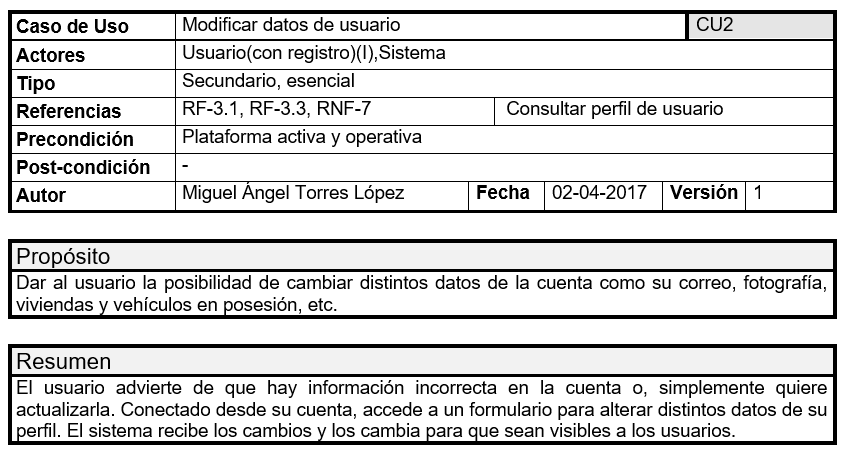 Caso de Uso Modificar datos de usuario CU2
Actores Usuario(con registro)(I),Sistema
Tipo Secundario, esencial
Referencias RF-3.1, RF-3.3, RNF-7 Consultar perfil de usuario
Precondición Plataforma activa y operativa
Post-condición -
Autor Miguel Ángel Torres López Fecha 02-04-2017 Versión 1
Propósito
Dar al usuario la posibilidad de cambiar distintos datos de la cuenta como su correo, fotografía,
viviendas y vehículos en posesión, etc.
Resumen
El usuario advierte de que hay información incorrecta en la cuenta o, simplemente quiere
actualizarla. Conectado desde su cuenta, accede a un formulario para alterar distintos datos de su
perfil. El sistema recibe los cambios y los cambia para que sean visibles a los usuarios.